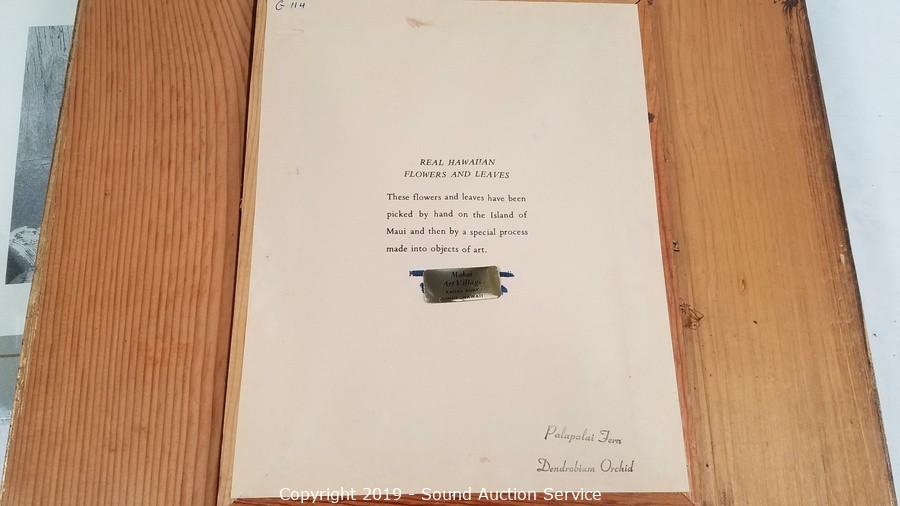 G 114
REAL HAWAIIAN
FLOWERS AND LEAVES
These flowers and leaves have been
picked by hand on the Island of
Maui and then by a special process
made into objects of art.
Art Village
HAWAII
Palapalai Fern
Dendrobium Orchid
Copyright 2019 - Sound Auction Service